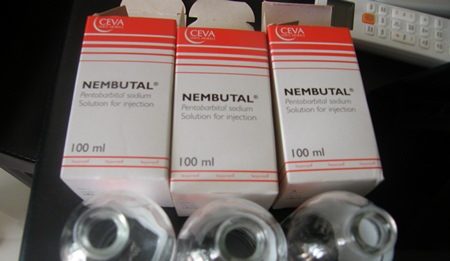 CEVA
NEMBUTAL®
Pentobarbital sodium
Solution for injection
100 ml
CEVA
NEMBUTAL®
Pentobarbital sodium
Solution for injection
100 ml
CEVA
NEMBUTAL®
Pentobarbital sodium
Solution for injection
100 ml